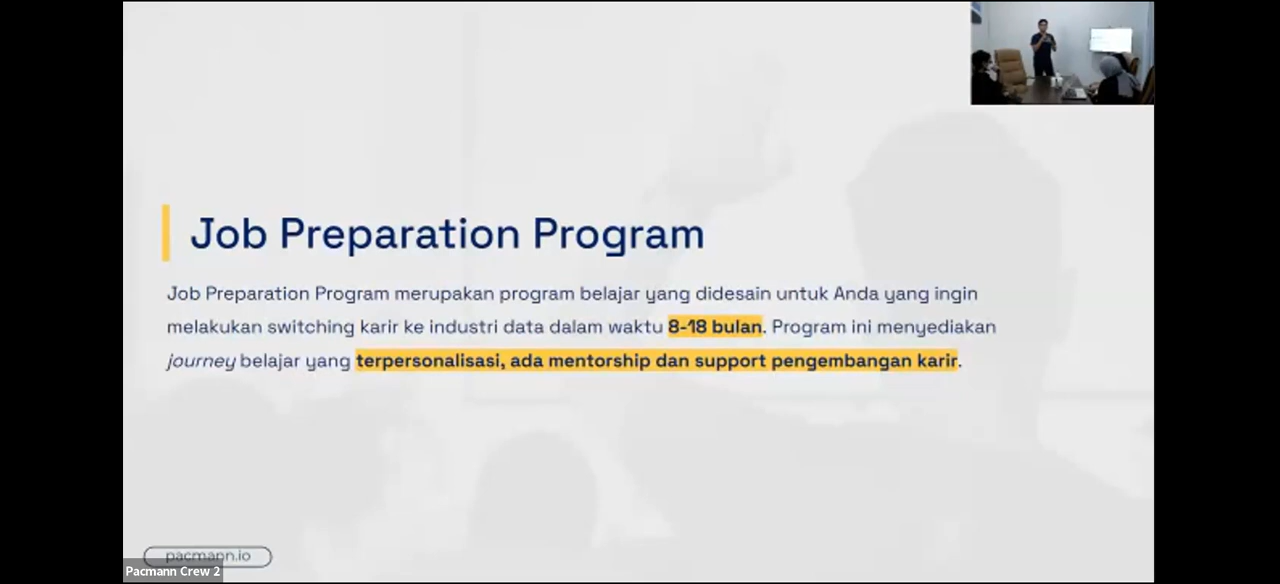 Job Preparation Program
Job Preparation Program merupakan program belajar yang didesain untuk Anda yang ingin
melakukan switching karir ke industri data dalam waktu 8-18 bulan. Program ini menyediakan
journey belajar yang terpersonalisasi, ada mentorship dan support pengembangan karir.
pacmann.io
Pacmann Crew 2